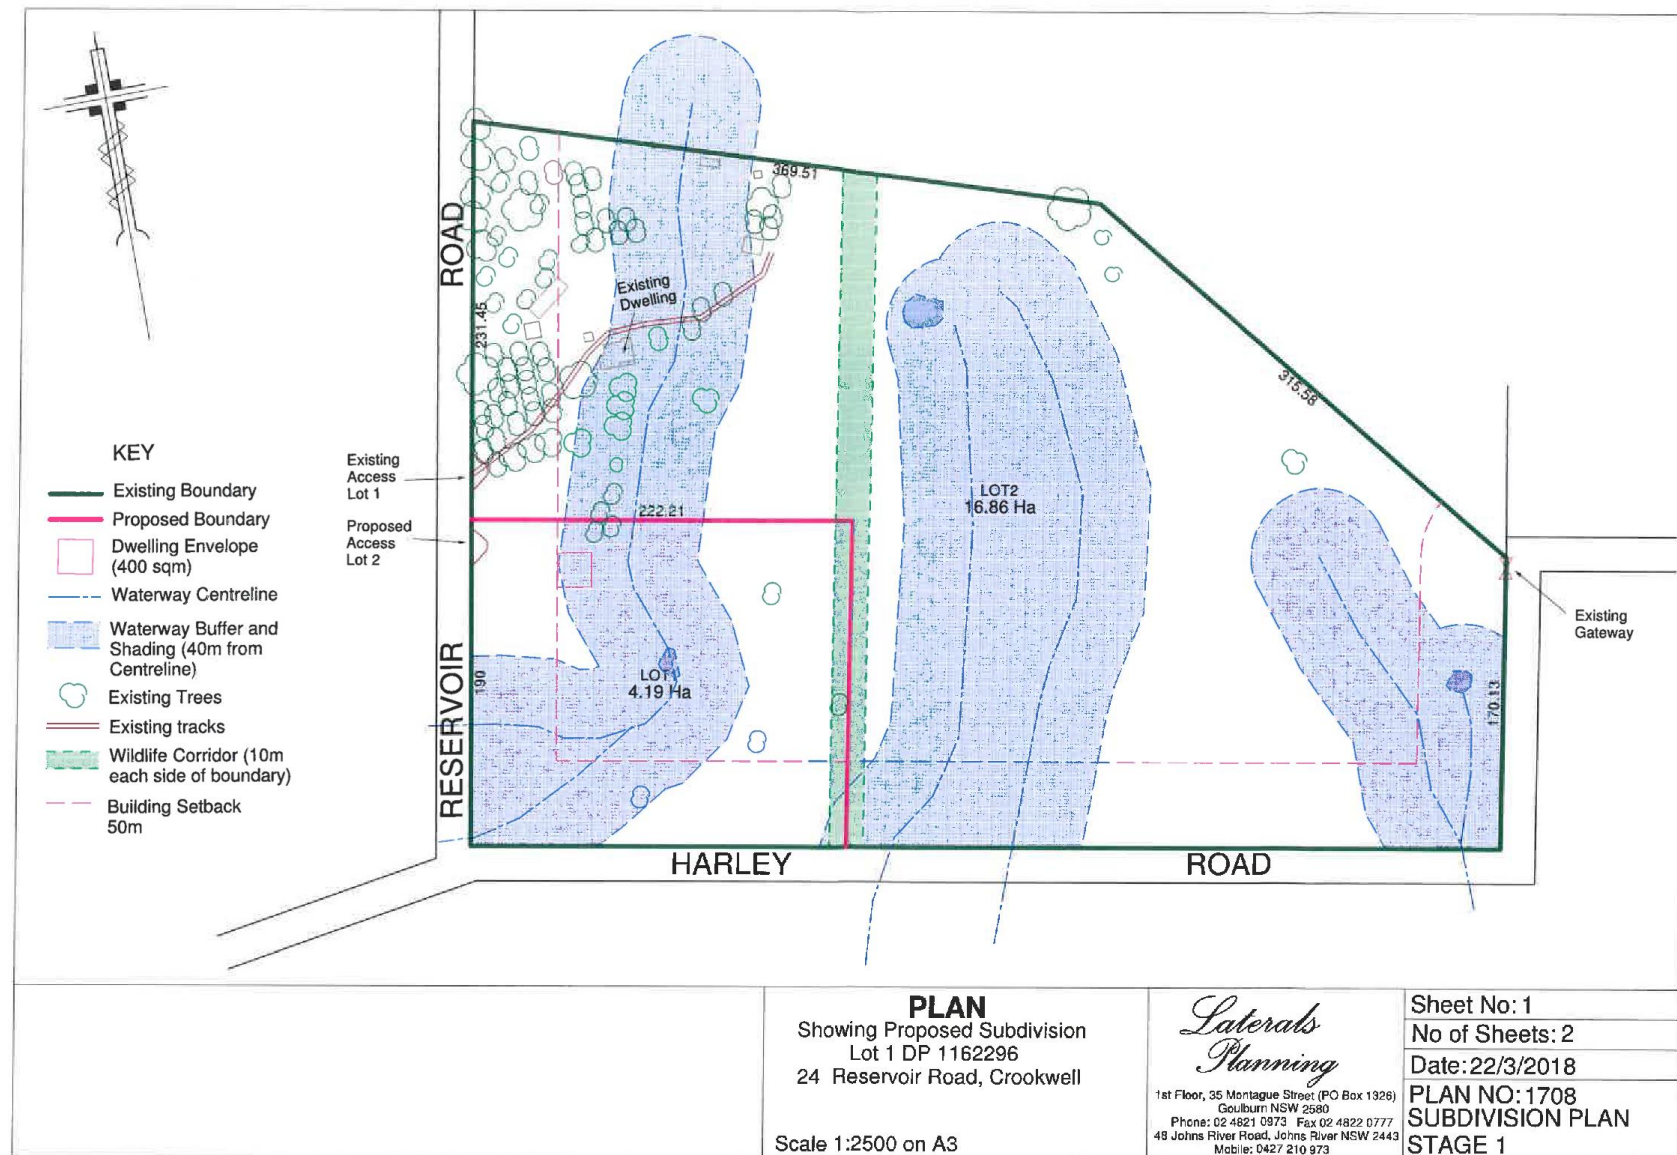 369.51
ROAD
231.45
Existing
Dwelling
315.58
KEY
Existing Boundary
Proposed Boundary
Dwelling Envelope
(400 sqm)
Waterway Centreline
Waterway Buffer and
Shading (40m from
Centreline)
Existing Trees
Existing tracks
Wildlife Corridor (10m
each side of boundary)
Building Setback
50m
Existing
Access
Lot 1
Proposed
Access
Lot 2
222.21
LOT2
16.86 Ha
Existing
Gateway
RESERVOIR
190
LOT1
4.19 Ha
170.13
HARLEY
ROAD
PLAN
Showing Proposed Subdivision
Lot 1 DP 1162296
24 Reservoir Road, Crookwell
Scale 1:2500 on A3
Laterals
Planning
1st Floor, 35 Montague Street (PO Box 1326)
Goulburn NSW 2580
Phone: 02 4821 0973 Fax 02 4822 0777
48 Johns River Road, Johns River NSW 2443
Mobile: 0427 210 973
Sheet No: 1
No of Sheets: 2
Date: 22/3/2018
PLAN NO: 1708
SUBDIVISION PLAN
STAGE 1